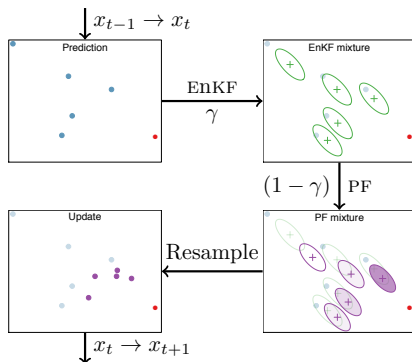 x_{t−1} → x_t
Prediction
EnKF mixture
ENKF
γ
(1 − γ) PF
Update
PF mixture
Resample
x_t → x_{t+1}